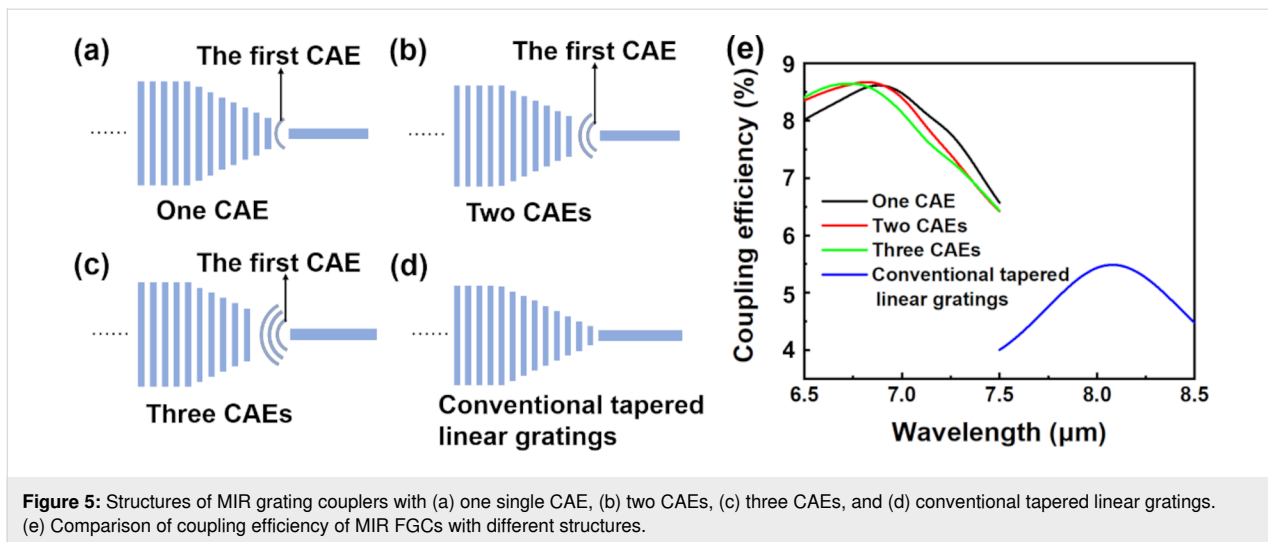 (a)
The first CAE
One CAE
(b)
The first CAE
Two CAEs
(c)
The first CAE
Three CAEs
(d)
Conventional tapered
linear gratings
(e)
Coupling efficiency (%)
9
8
7
6
5
4
One CAE
Two CAEs
Three CAEs
Conventional tapered
linear gratings
6.5 7.0 7.5 8.0 8.5
Wavelength (μm)
Figure 5: Structures of MIR grating couplers with (a) one single CAE, (b) two CAEs, (c) three CAEs, and (d) conventional tapered linear gratings.
(e) Comparison of coupling efficiency of MIR FGCs with different structures.